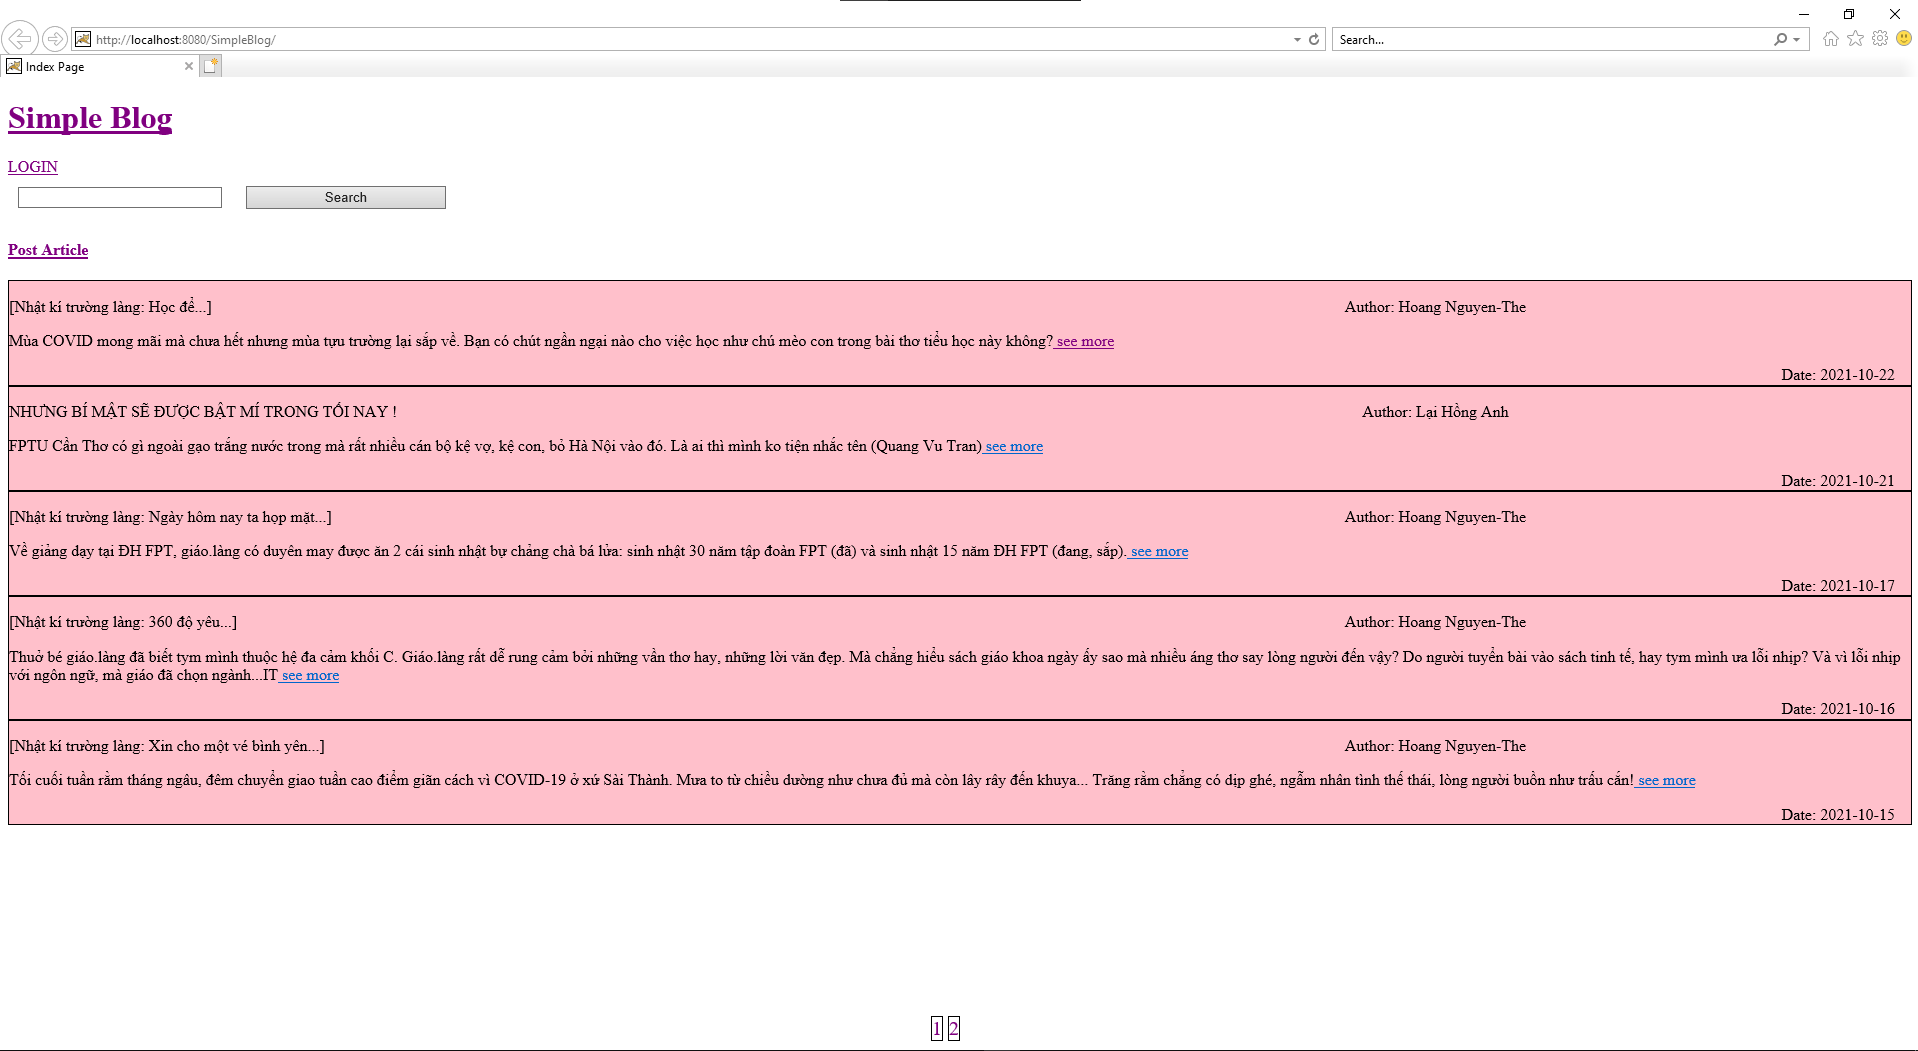 http://localhost:8080/SimpleBlog/
Search...
Index Page
Simple Blog
LOGIN
Search
Post Article
[Nhật kí trường làng: Học để...] Author: Hoang Nguyen-The
Mùa COVID mong mãi mà chưa hết nhưng mùa tựu trường lại sắp về. Bạn có chút ngần ngại nào cho việc học như chú mèo con trong bài thơ tiểu học này không? see more
Date: 2021-10-22
NHƯNG BÍ MẬT SẼ ĐƯỢC BẬT MÍ TRONG TỐI NAY ! Author: Lại Hồng Anh
FPTU Cần Thơ có gì ngoài gạo trắng nước trong mà rất nhiều cán bộ kệ vợ, kệ con, bỏ Hà Nội vào đó. Là ai thì mình ko tiện nhắc tên (Quang Vu Tran) see more
Date: 2021-10-21
[Nhật kí trường làng: Ngày hôm nay ta họp mặt...] Author: Hoang Nguyen-The
Về giảng dạy tại ĐH FPT, giáo.làng có duyên may được ăn 2 cái sinh nhật bự chảng chà bá lửa: sinh nhật 30 năm tập đoàn FPT (đã) và sinh nhật 15 năm ĐH FPT (đang, sắp). see more
Date: 2021-10-17
[Nhật kí trường làng: 360 độ yêu...] Author: Hoang Nguyen-The
Thuở bé giáo.làng đã biết tym mình thuộc hệ đa cảm khối C. Giáo.làng rất dễ rung cảm bởi những vần thơ hay, những lời văn đẹp. Mà chẳng hiểu sách giáo khoa ngày ấy sao mà nhiều áng thơ say lòng người đến vậy? Do người tuyển bài vào sách tinh tế, hay tym mình ưa lỗi nhịp? Và vì lỗi nhịp
với ngôn ngữ, mà giáo đã chọn ngành...IT see more
Date: 2021-10-16
[Nhật kí trường làng: Xin cho một vé bình yên...] Author: Hoang Nguyen-The
Tối cuối tuần rằm tháng ngâu, đêm chuyển giao tuần cao điểm giãn cách vì COVID-19 ở xứ Sài Thành. Mưa to từ chiều dường như chưa đủ mà còn lây rây đến khuya... Trăng rằm chẳng có dịp ghé, ngẫm nhân tình thế thái, lòng người buồn như trấu cắn! see more
Date: 2021-10-15
1 2